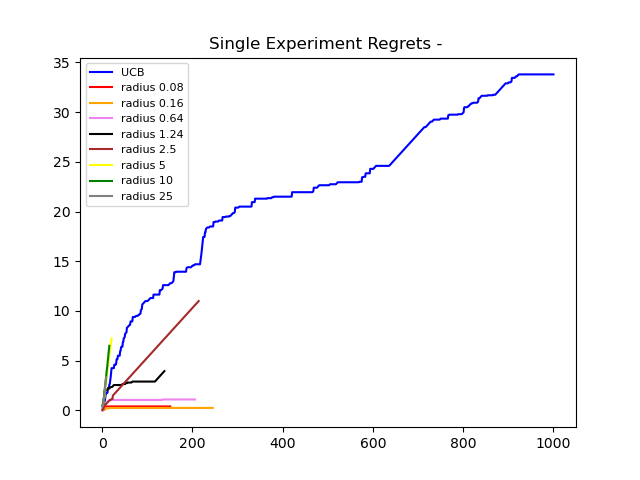 Single Experiment Regrets -
35
30
25
20
15
10
5
0
UCB
radius 0.08
radius 0.16
radius 0.64
radius 1.24
radius 2.5
radius 5
radius 10
radius 25
0 200 400 600 800 1000